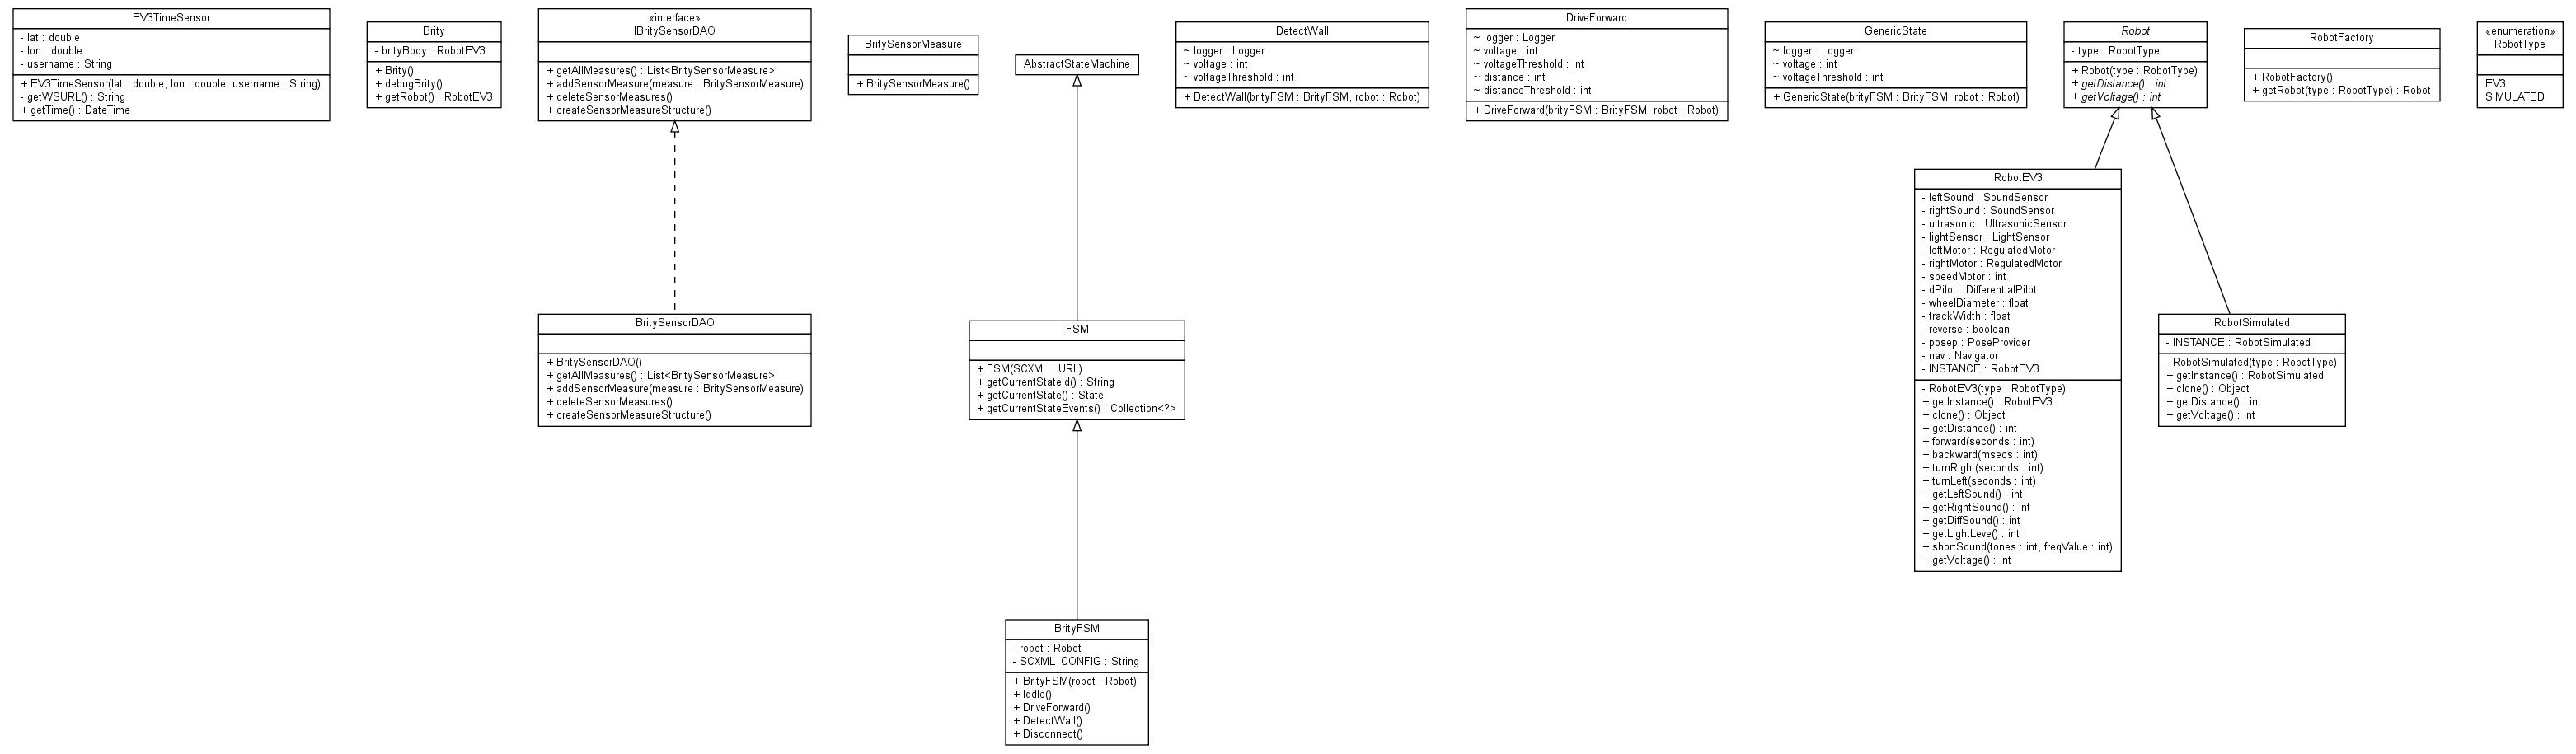 EV3TimeSensor
- lat : double
- lon : double
- username : String
+ EV3TimeSensor(lat : double, lon : double, username : String)
- getWSURL() : String
+ getTime() : DateTime
Brity
- brityBody : RobotEV3
+ Brity()
+ debugBrity()
+ getRobot() : RobotEV3
«interface»
IBritySensorDAO
+ getAllMeasures() : List<BritySensorMeasure>
+ addSensorMeasure(measure : BritySensorMeasure)
+ deleteSensorMeasures()
+ createSensorMeasureStructure()
BritySensorMeasure
+ BritySensorMeasure()
AbstractStateMachine
DetectWall
~ logger : Logger
~ voltage : int
~ voltageThreshold : int
+ DetectWall(brityFSM : BrityFSM, robot : Robot)
DriveForward
~ logger : Logger
~ voltage : int
~ voltageThreshold : int
~ distance : int
~ distanceThreshold : int
+ DriveForward(brityFSM : BrityFSM, robot : Robot)
GenericState
~ logger : Logger
~ voltage : int
~ voltageThreshold : int
+ GenericState(brityFSM : BrityFSM, robot : Robot)
Robot
- type : RobotType
+ Robot(type : RobotType)
+ getDistance() : int
+ getVoltage() : int
RobotFactory
+ RobotFactory()
+ getRobot(type : RobotType) : Robot
«enumeration»
RobotType
EV3
SIMULATED
RobotEV3
- leftSound : SoundSensor
- rightSound : SoundSensor
- ultrasonic : UltrasonicSensor
- lightSensor : LightSensor
- leftMotor : RegulatedMotor
- rightMotor : RegulatedMotor
- speedMotor : int
- dPilot : DifferentialPilot
- wheelDiameter : float
- trackWidth : float
- reverse : boolean
- posep : PoseProvider
- nav : Navigator
- INSTANCE : RobotEV3
- RobotEV3(type : RobotType)
+ getInstance() : RobotEV3
+ clone() : Object
+ getDistance() : int
+ forward(seconds : int)
+ backward(msecs : int)
+ turnRight(seconds : int)
+ turnLeft(seconds : int)
+ getLeftSound() : int
+ getRightSound() : int
+ getDiffSound() : int
+ getLightLeve() : int
+ shortSound(tones : int, freqValue : int)
+ getVoltage() : int
BritySensorDAO
+ BritySensorDAO()
+ getAllMeasures() : List<BritySensorMeasure>
+ addSensorMeasure(measure : BritySensorMeasure)
+ deleteSensorMeasures()
+ createSensorMeasureStructure()
FSM
+ FSM(SCXML : URL)
+ getCurrentStateId() : String
+ getCurrentState() : State
+ getCurrentStateEvents() : Collection<?>
RobotSimulated
- INSTANCE : RobotSimulated
- RobotSimulated(type : RobotType)
+ getInstance() : RobotSimulated
+ clone() : Object
+ getDistance() : int
+ getVoltage() : int
BrityFSM
- robot : Robot
- SCXML_CONFIG : String
+ BrityFSM(robot : Robot)
+ Iddle()
+ DriveForward()
+ DetectWall()
+ Disconnect()